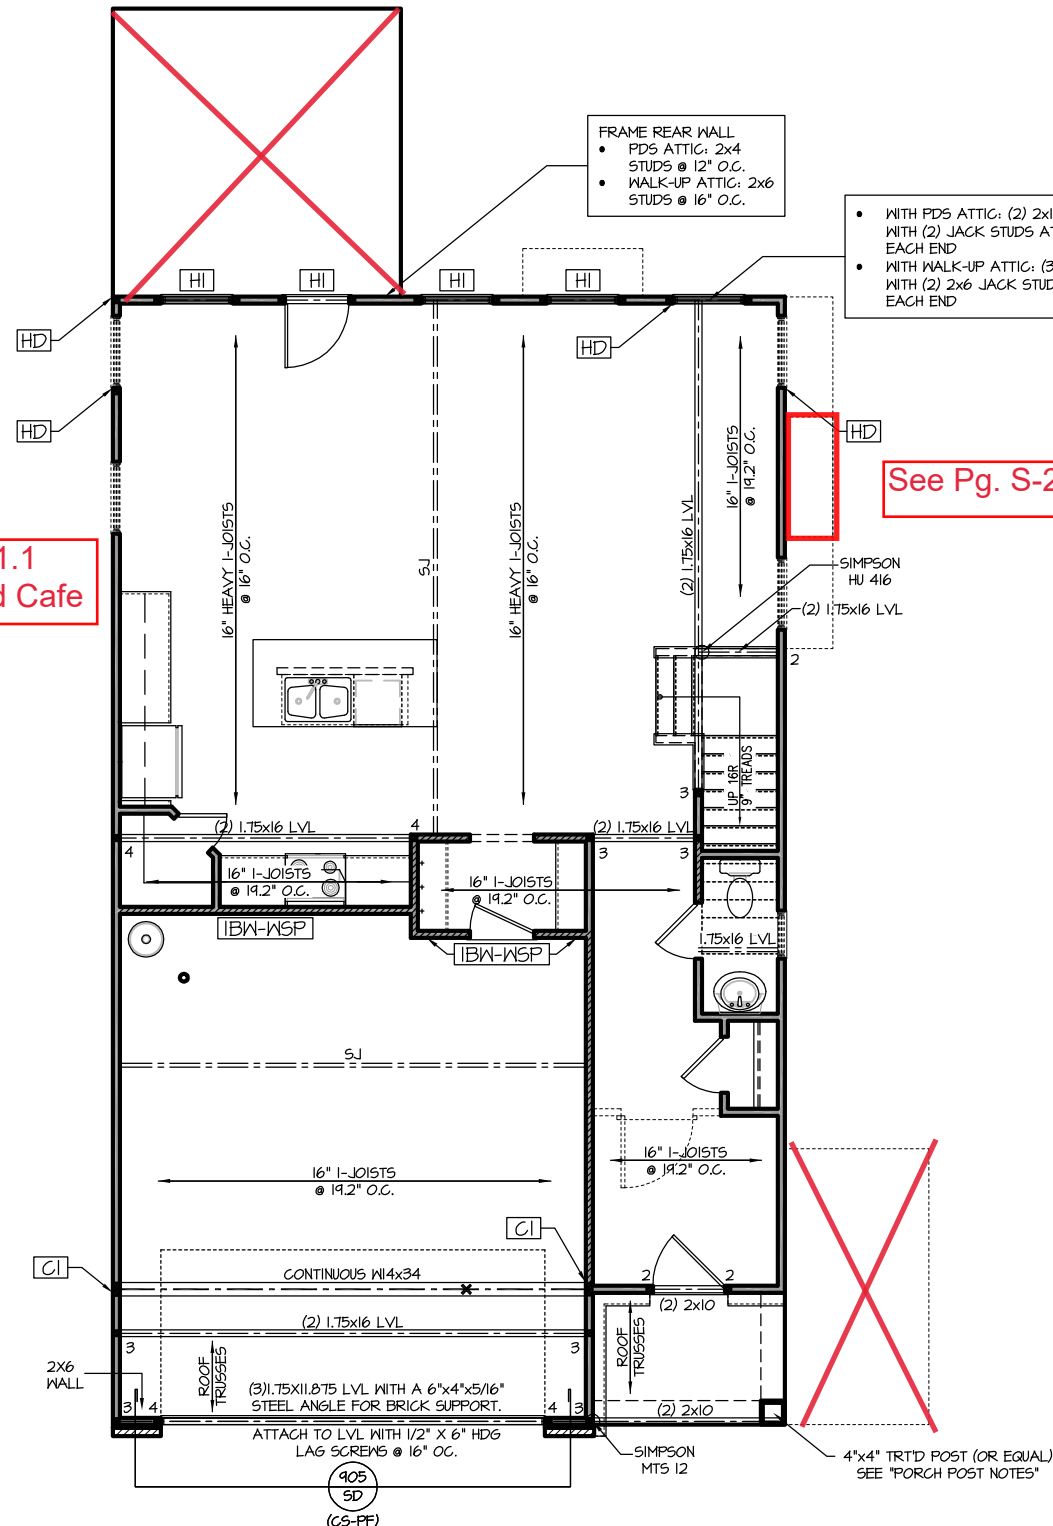 FRAME REAR WALL
• PDS ATTIC: 2x4
STUDS @ 12" O.C.
• WALK-UP ATTIC: 2x6
STUDS @ 16" O.C.
• WITH PDS ATTIC: (2)
WITH (2) JACK STUDS
EACH END
• WITH WALK-UP ATTIC:
WITH (2) 2x6 JACK
EACH END
H1
H1
H1
H1
HD
HD
HD
HD
See Pg. S-2
1.1
Cafe
16" HEAVY I-JOISTS
@ 16" O.C.
SJ
16" HEAVY I-JOISTS
@ 16" O.C.
(2) 1.75x16 LVL
16" I-JOISTS
@ 19.2" O.C.
SIMPSON
HU 416
(2) 1.75x16 LVL
2
UP 16R
9" TREADS
3
(2) 1.75x16 LVL
4
(2) 1.75x16 LVL
4
3
3
16" I-JOISTS
@ 19.2" O.C.
16" I-JOISTS
@ 19.2" O.C.
IBW-WSP
IBW-WSP
1.75x16 LVL
SJ
16" I-JOISTS
@ 19.2" O.C.
16" I-JOISTS
@ 19.2" O.C.
C1
C1
CONTINUOUS W14x34
2
2
(2) 2x10
(2) 1.75x16 LVL
3
3
ROOF
TRUSSES
ROOF
TRUSSES
2X6
WALL
(3)1.75X11.875 LVL WITH A 6"x4"x5/16"
STEEL ANGLE FOR BRICK SUPPORT.
3
4
4
3
(2) 2x10
ATTACH TO LVL WITH 1/2" X 6" HDG
LAG SCREWS @ 16" OC.
SIMPSON
MTS 12
4"x4" TRT'D POST (OR EQUAL)
SEE "PORCH POST NOTES"
905
SD
(CS-PF)